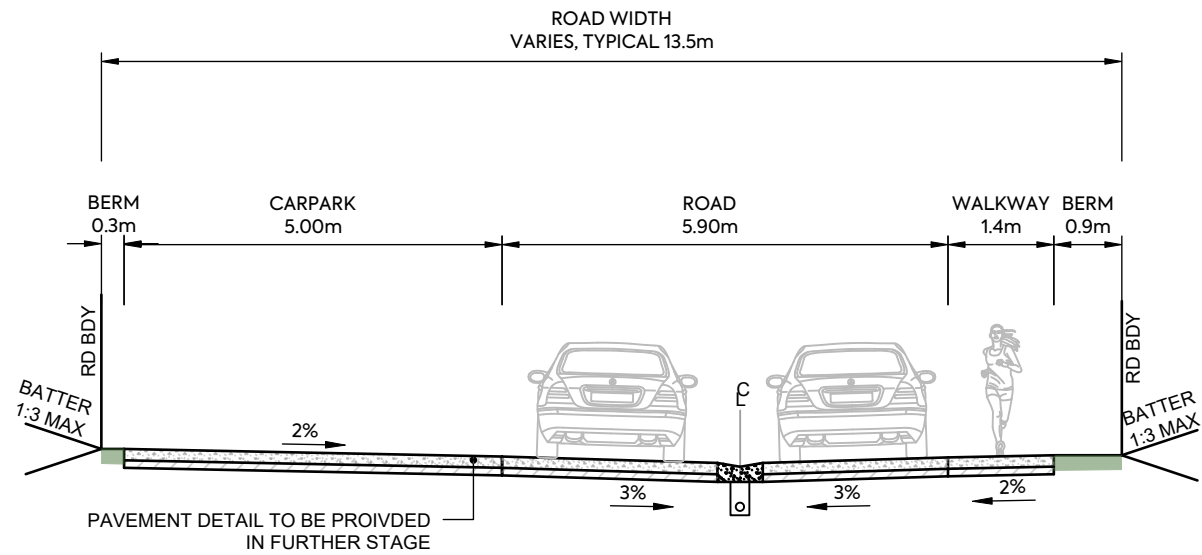 ROAD WIDTH
VARIES, TYPICAL 13.5m
BERM
0.3m
CARPARK
5.00m
ROAD
5.90m
WALKWAY
1.4m
BERM
0.9m
RD BDY
RD BDY
BATTER
1:3 MAX
BATTER
1:3 MAX
2%
CL
3%
3%
2%
PAVEMENT DETAIL TO BE PROIVDED
IN FURTHER STAGE